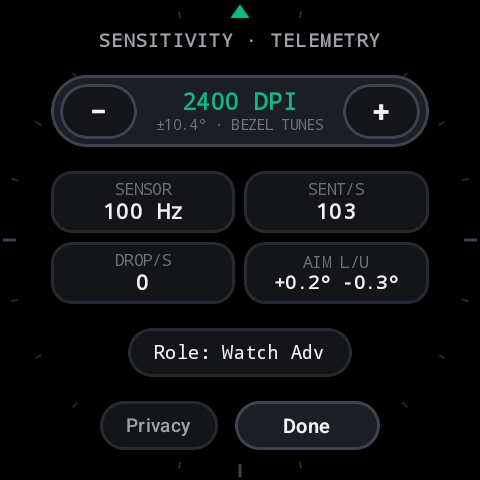 SENSITIVITY · TELEMETRY
-
2400 DPI
+
±10.4° · BEZEL TUNES
SENSOR
100 Hz
SENT/S
103
DROP/S
0
AIM L/U
+0.2° -0.3°
Role: Watch Adv
Privacy
Done